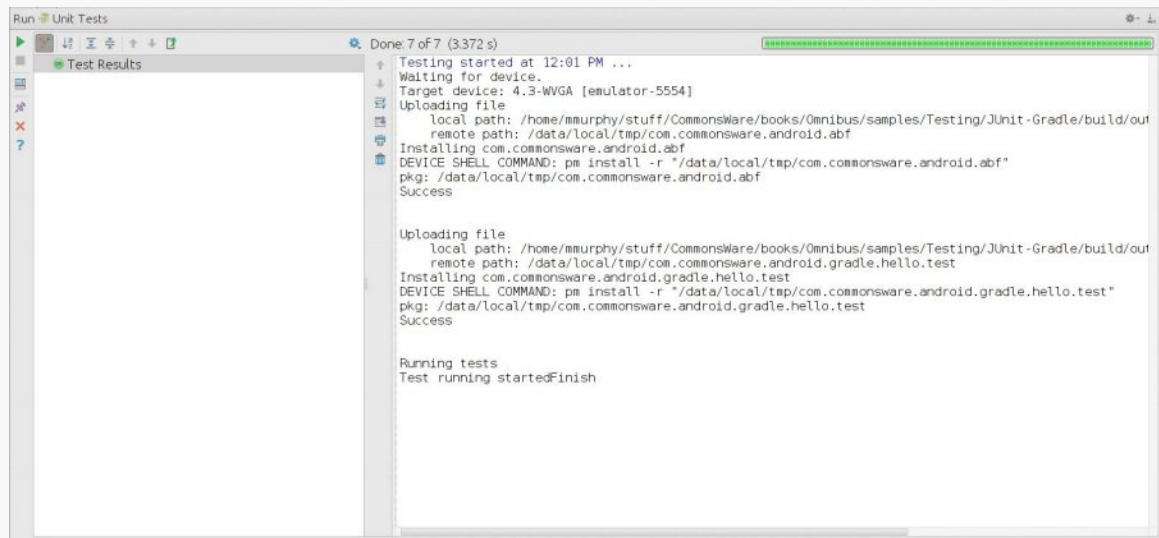 Run Unit Tests
Done: 7 of 7 (3.372 s)
Test Results
Testing started at 12:01 PM ...
Waiting for device.
Target device: 4.3-WVGA [emulator-5554]
Uploading file
local path: /home/mmurphy/stuff/CommonsWare/books/Omnibus/samples/Testing/JUnit-Gradle/build/out
remote path: /data/local/tmp/com.commonsware.android.abf
Installing com.commonsware.android.abf
DEVICE SHELL COMMAND: pm install -r "/data/local/tmp/com.commonsware.android.abf"
pkg: /data/local/tmp/com.commonsware.android.abf
Success
Uploading file
local path: /home/mmurphy/stuff/CommonsWare/books/Omnibus/samples/Testing/JUnit-Gradle/build/out
remote path: /data/local/tmp/com.commonsware.android.gradle.hello.test
Installing com.commonsware.android.gradle.hello.test
DEVICE SHELL COMMAND: pm install -r "/data/local/tmp/com.commonsware.android.gradle.hello.test"
pkg: /data/local/tmp/com.commonsware.android.gradle.hello.test
Success
Running tests
Test running startedFinish